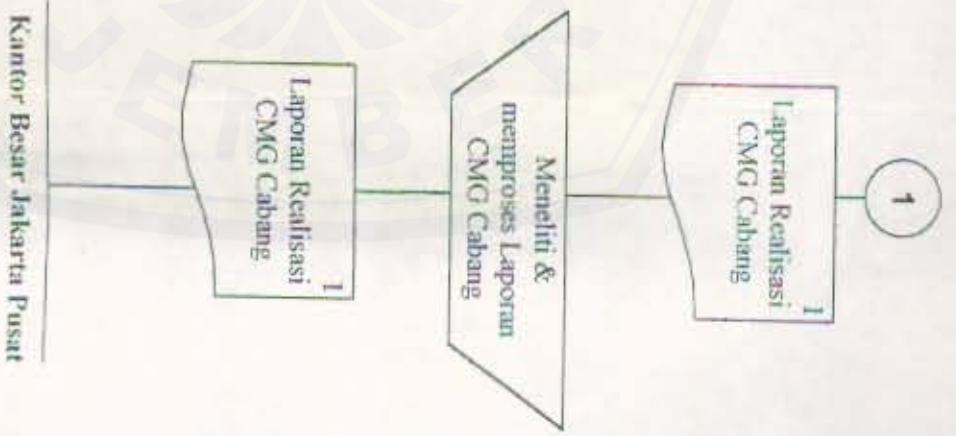 1
1
Laporan Realisasi
CMG Cabang
Meneliti &
memproses Laporan
CMG Cabang
1
Laporan Realisasi
CMG Cabang
Kantor Besar Jakarta Pusat